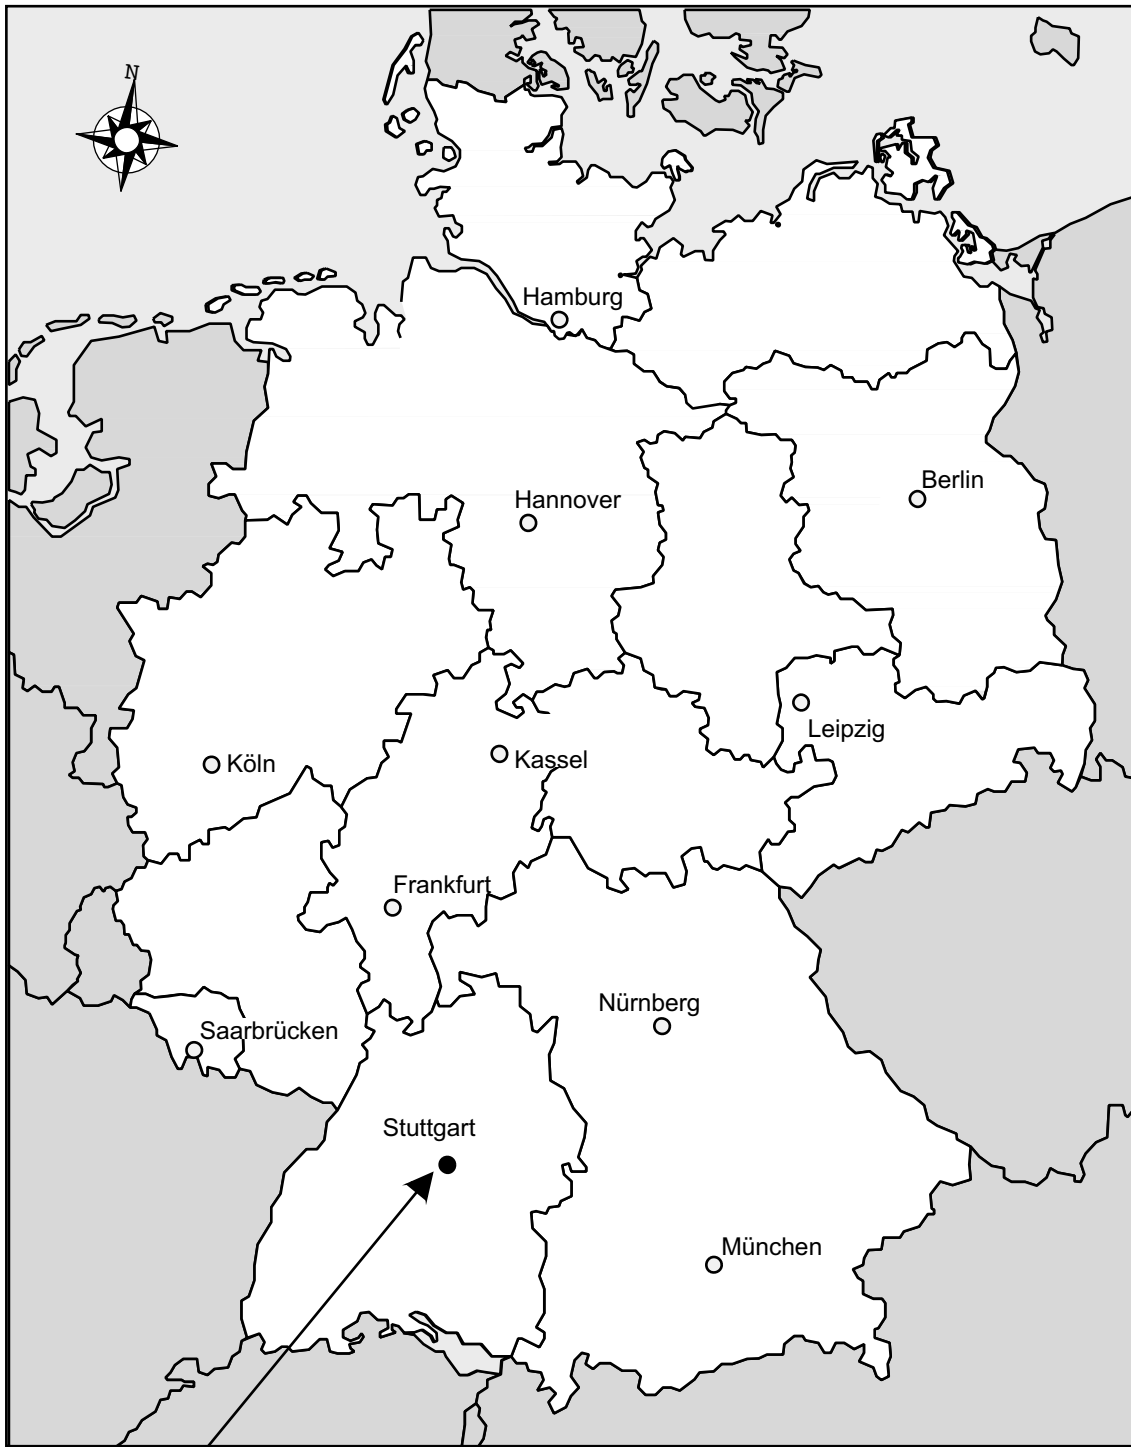 N
Hamburg
Berlin
Hannover
Leipzig
Kassel
Köln
Frankfurt
Nürnberg
Saarbrücken
Stuttgart
München